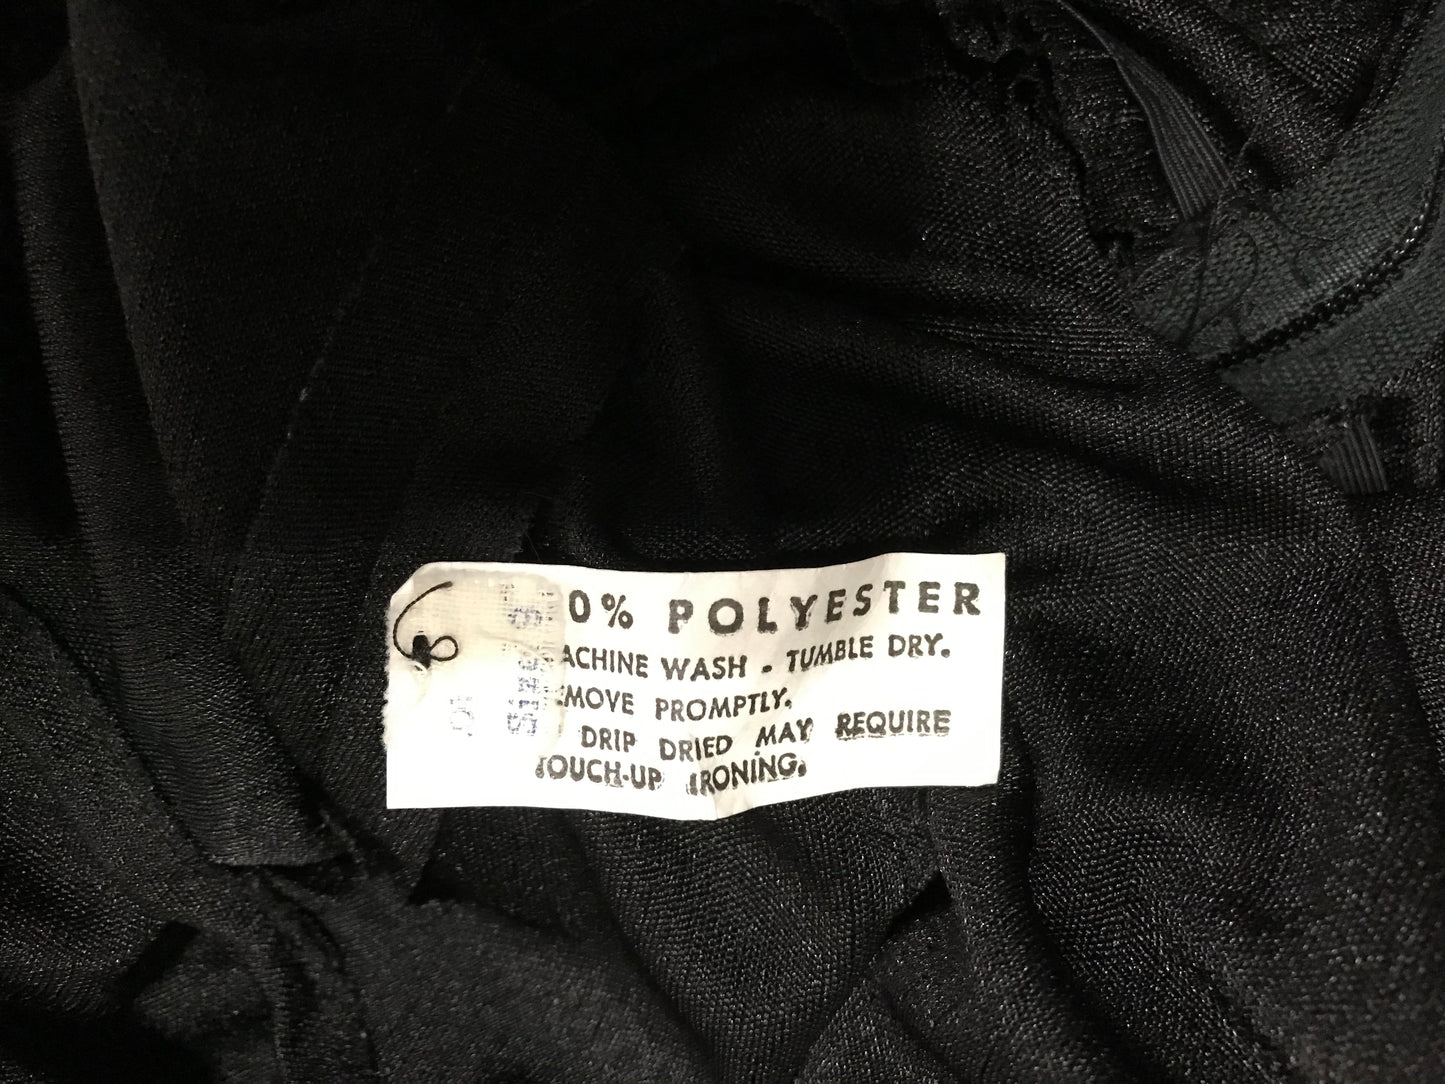 0% POLYESTER
ACHINE WASH - TUMBLE DRY.
EMOVE PROMPTLY.
DRIP DRIED MAY REQUIRE
TOUCH-UP IRONING.